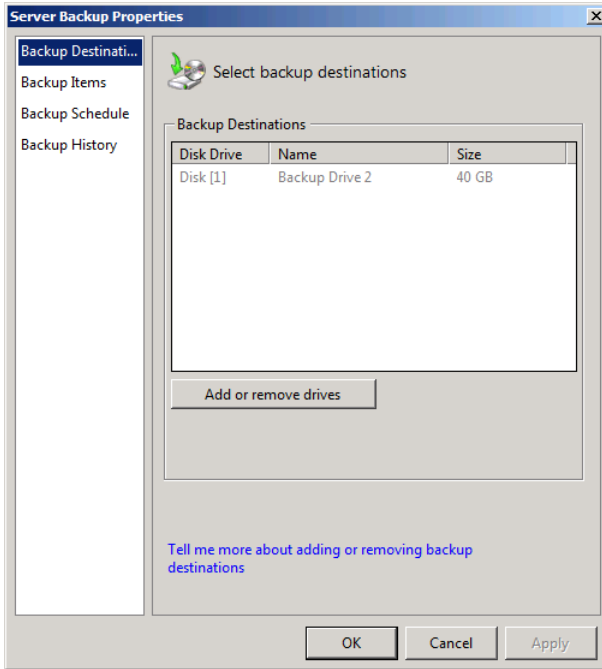 Server Backup Properties
Backup Destinati...
Backup Items
Backup Schedule
Backup History
Select backup destinations
Backup Destinations
Disk Drive Name Size
Disk [1] Backup Drive 2 40 GB
Add or remove drives
Tell me more about adding or removing backup
destinations
OK Cancel Apply